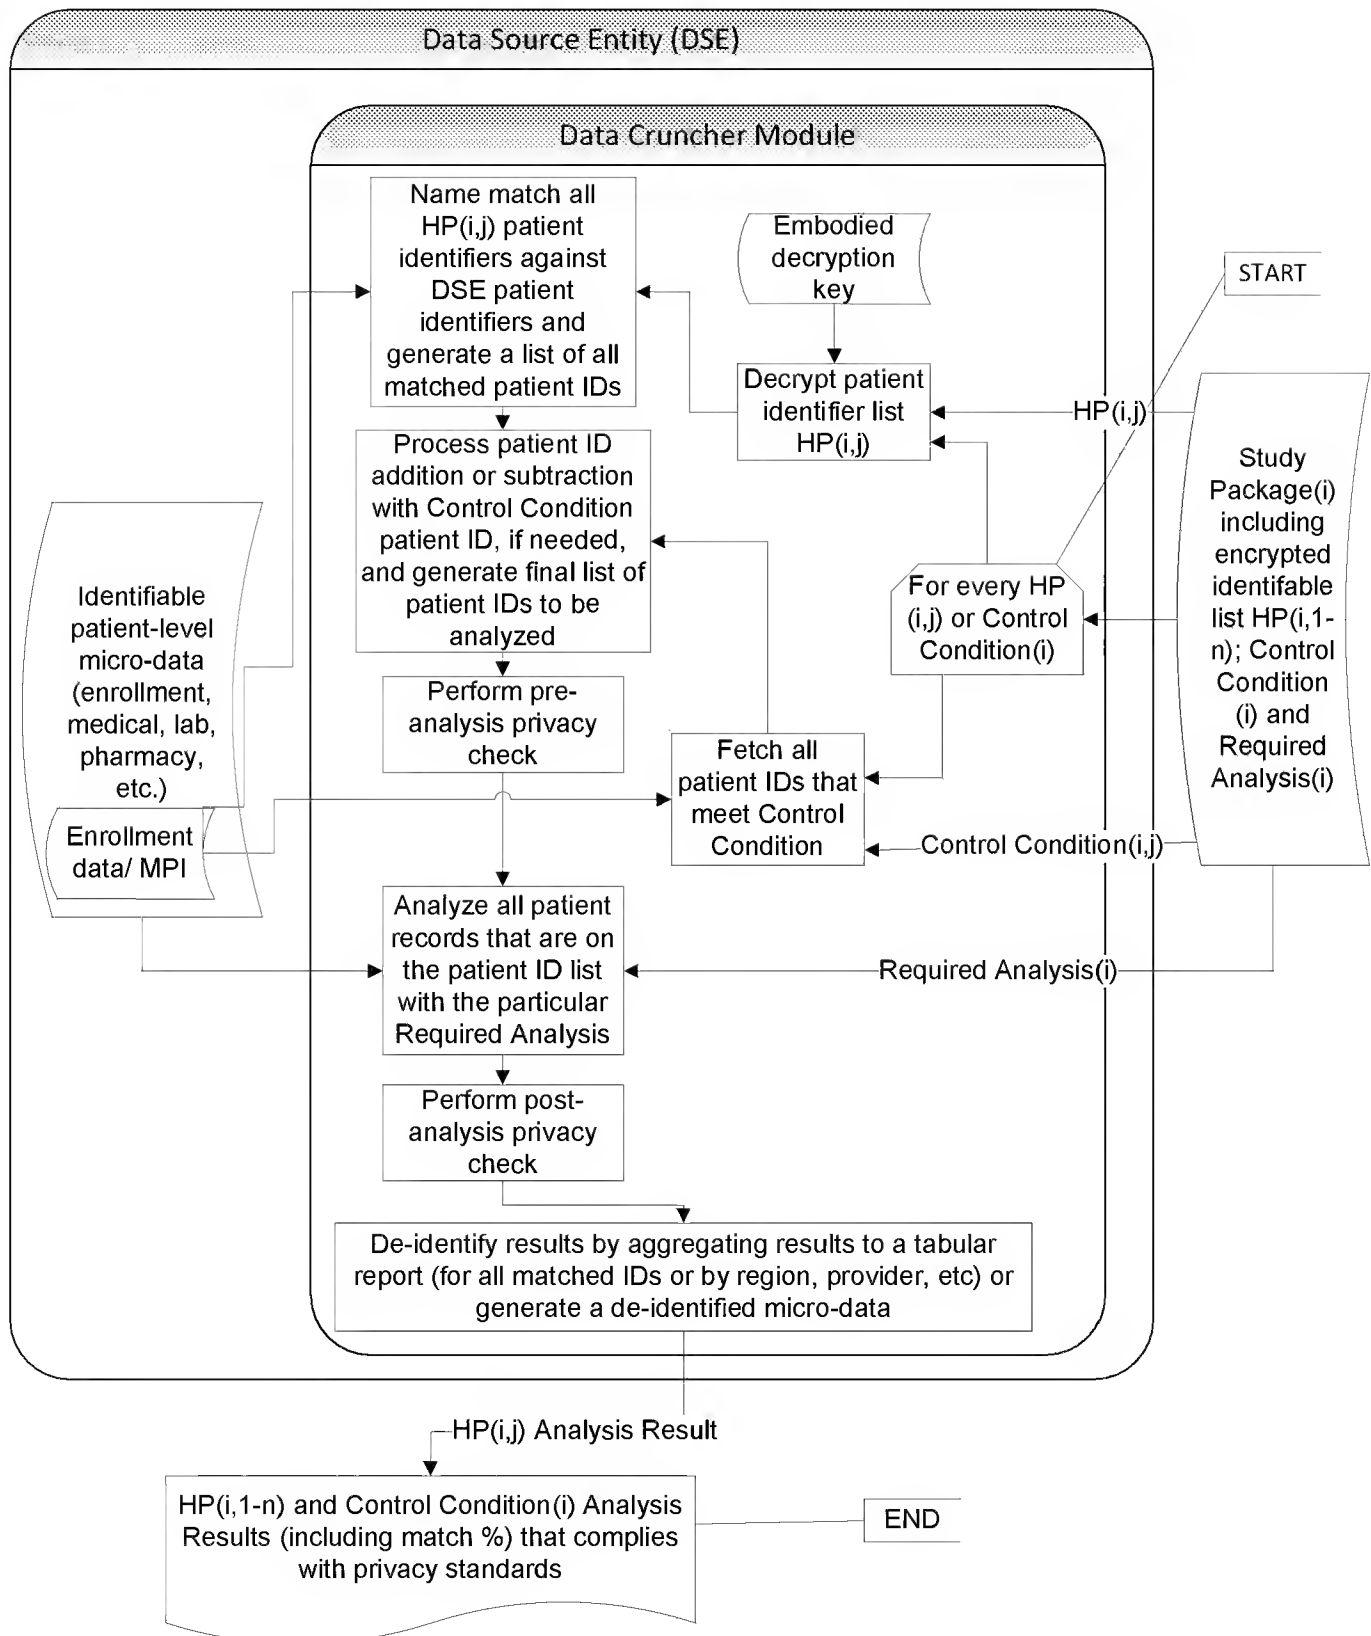 Data Source Entity (DSE)
Data Cruncher Module
Name match all
HP(i,j) patient
identifiers against
DSE patient
identifiers and
generate a list of all
matched patient IDs
Embodied
decryption
key
START
Decrypt patient
identifier list
HP(i,j)
HP(i,j)
Process patient ID
addition or subtraction
with Control Condition
patient ID, if needed,
and generate final list of
patient IDs to be
analyzed
Study
Package(i)
including
encrypted
identifable
list HP(i,1-
n); Control
Condition
(i) and
Required
Analysis(i)
For every HP
(i,j) or Control
Condition(i)
Identifiable
patient-level
micro-data
(enrollment,
medical, lab,
pharmacy,
etc.)
Enrollment
data/ MPI
Perform pre-
analysis privacy
check
Fetch all
patient IDs that
meet Control
Condition
Control Condition(i,j)
Analyze all patient
records that are on
the patient ID list
with the particular
Required Analysis
Required Analysis(i)
Perform post-
analysis privacy
check
De-identify results by aggregating results to a tabular
report (for all matched IDs or by region, provider, etc) or
generate a de-identified micro-data
HP(i,j) Analysis Result
HP(i,1-n) and Control Condition(i) Analysis
Results (including match %) that complies
with privacy standards
END